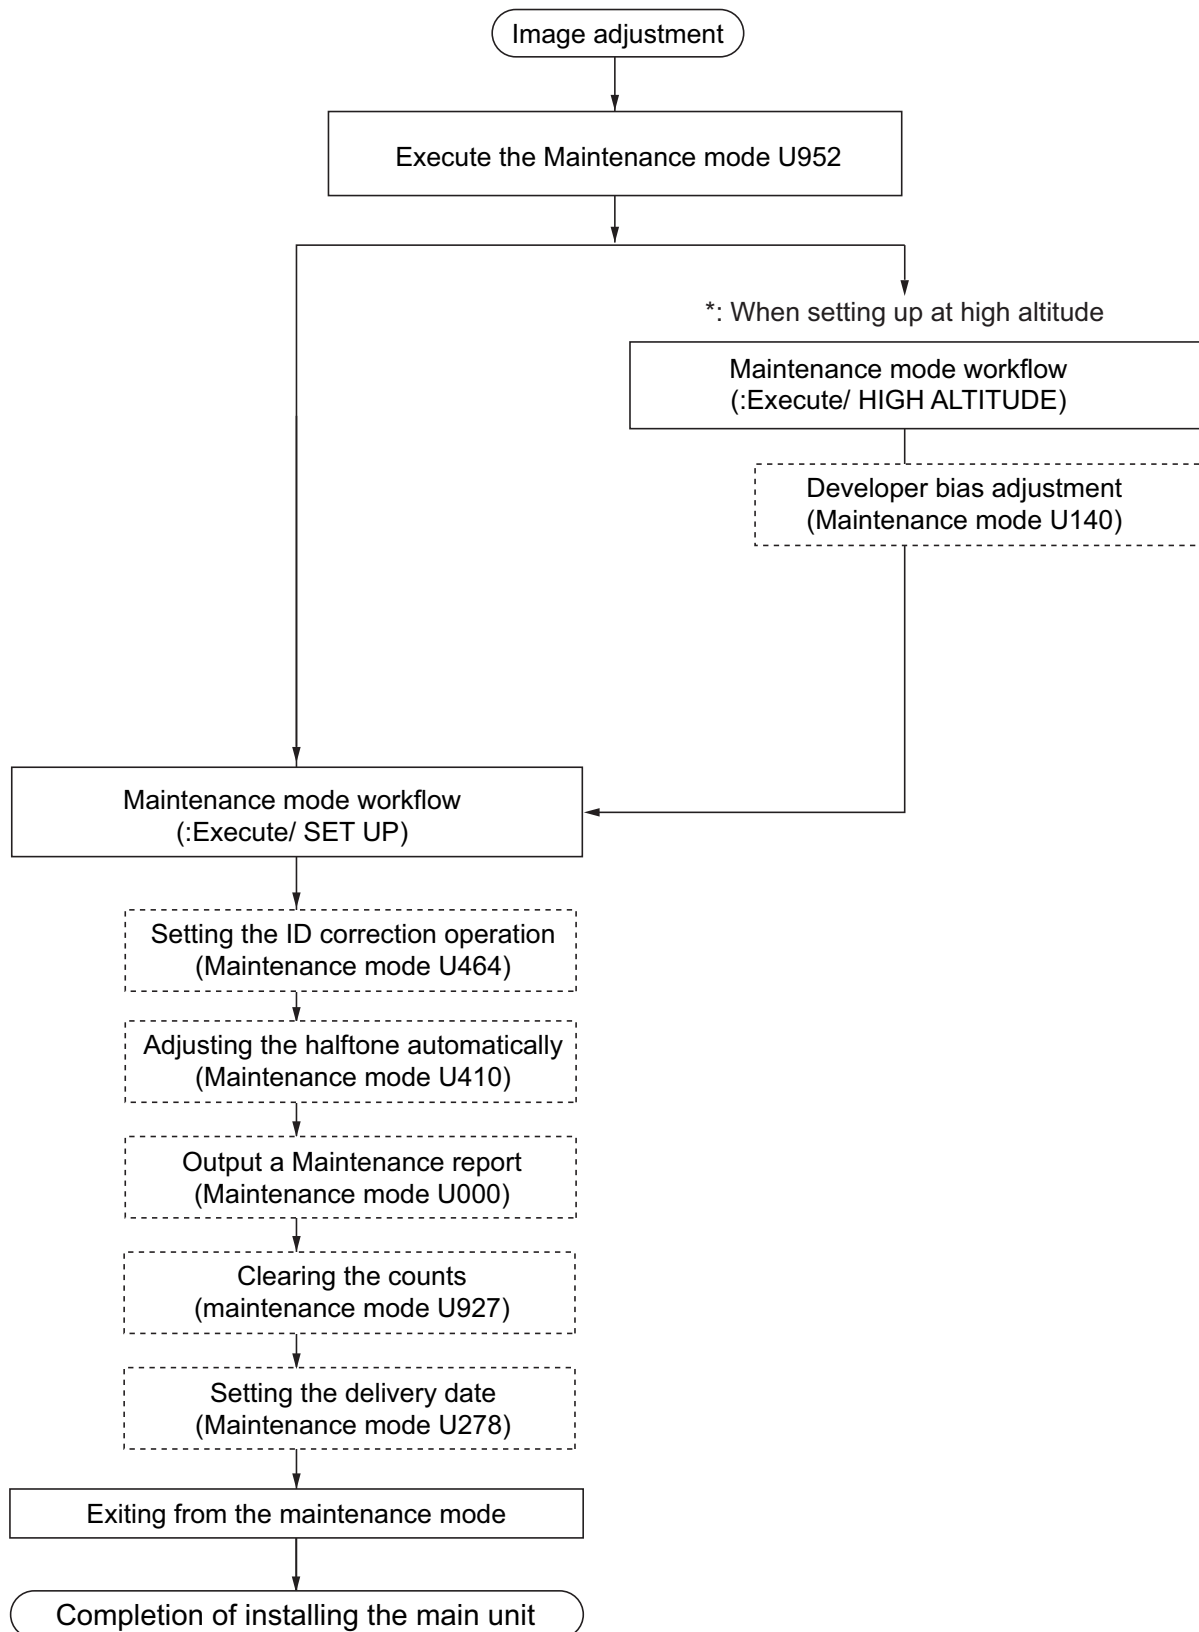 Image adjustment
Execute the Maintenance mode U952
*: When setting up at high altitude
Maintenance mode workflow
(:Execute/ HIGH ALTITUDE)
Developer bias adjustment
(Maintenance mode U140)
Maintenance mode workflow
(:Execute/ SET UP)
Setting the ID correction operation
(Maintenance mode U464)
Adjusting the halftone automatically
(Maintenance mode U410)
Output a Maintenance report
(Maintenance mode U000)
Clearing the counts
(maintenance mode U927)
Setting the delivery date
(Maintenance mode U278)
Exiting from the maintenance mode
Completion of installing the main unit